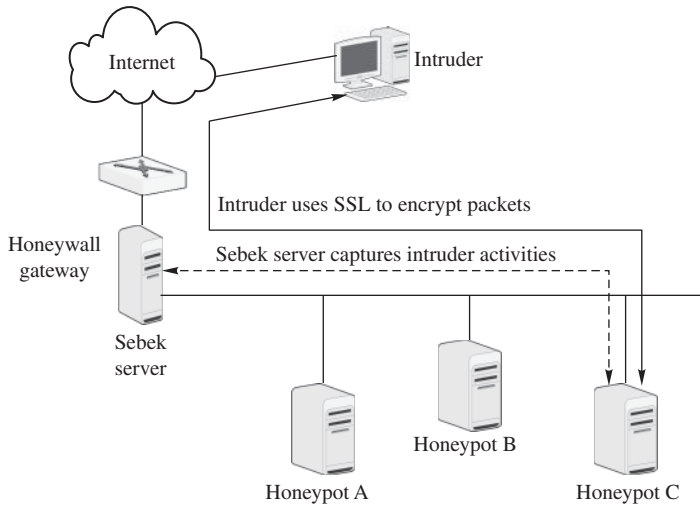 Internet
Intruder
Intruder uses SSL to encrypt packets
Honeywall
gateway
Sebek server captures intruder activities
Sebek
server
Honeypot B
Honeypot A
Honeypot C